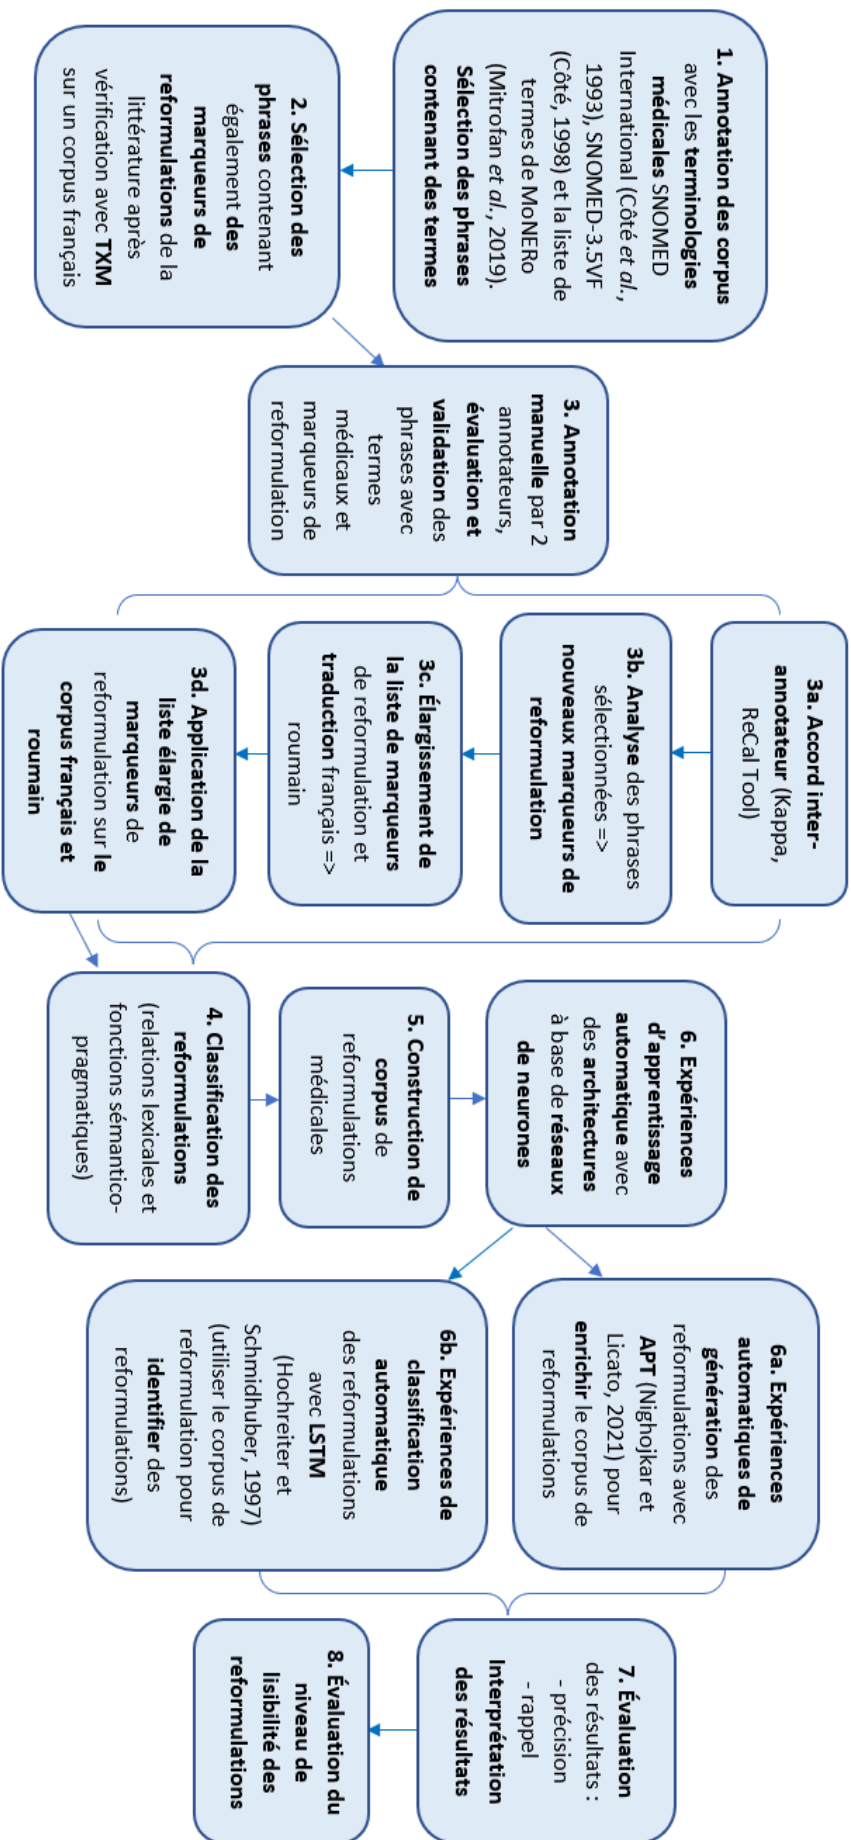 1. Annotation des corpus
avec les terminologies
médicales SNOMED
International (Côté et al.,
1993), SNOMED-3.5VF
(Côté, 1998) et la liste de
termes de MoNERo
(Mitrofan et al., 2019).
Sélection des phrases
contenant des termes
2. Sélection des
phrases contenant
également des
marqueurs de
reformulations de la
littérature après
vérification avec TXM
sur un corpus français
3. Annotation
manuelle par 2
annotateurs,
évaluation et
validation des
phrases avec
termes
médicaux et
marqueurs de
reformulation
3a. Accord inter-
annotateur (Kappa,
ReCal Tool)
3b. Analyse des phrases
sélectionnées =>
nouveaux marqueurs de
reformulation
3c. Élargissement de
la liste de marqueurs
de reformulation et
traduction français =>
roumain
3d. Application de la
liste élargie de
marqueurs de
reformulation sur le
corpus français et
roumain
4. Classification des
reformulations
(relations lexicales et
fonctions sémantico-
pragmatiques)
5. Construction de
corpus de
reformulations
médicales
6. Expériences
d'apprentissage
automatique avec
des architectures
à base de réseaux
de neurones
6a. Expériences
automatiques de
génération des
reformulations avec
APT (Nighojkar et
Licato, 2021) pour
enrichir le corpus de
reformulations
6b. Expériences de
classification
automatique
des reformulations
avec LSTM
(Hochreiter et
Schmidhuber, 1997)
(utiliser le corpus de
reformulation pour
identifier des
reformulations)
7. Évaluation
des résultats :
- précision
- rappel
Interprétation
des résultats
8. Évaluation du
niveau de
lisibilité des
reformulations